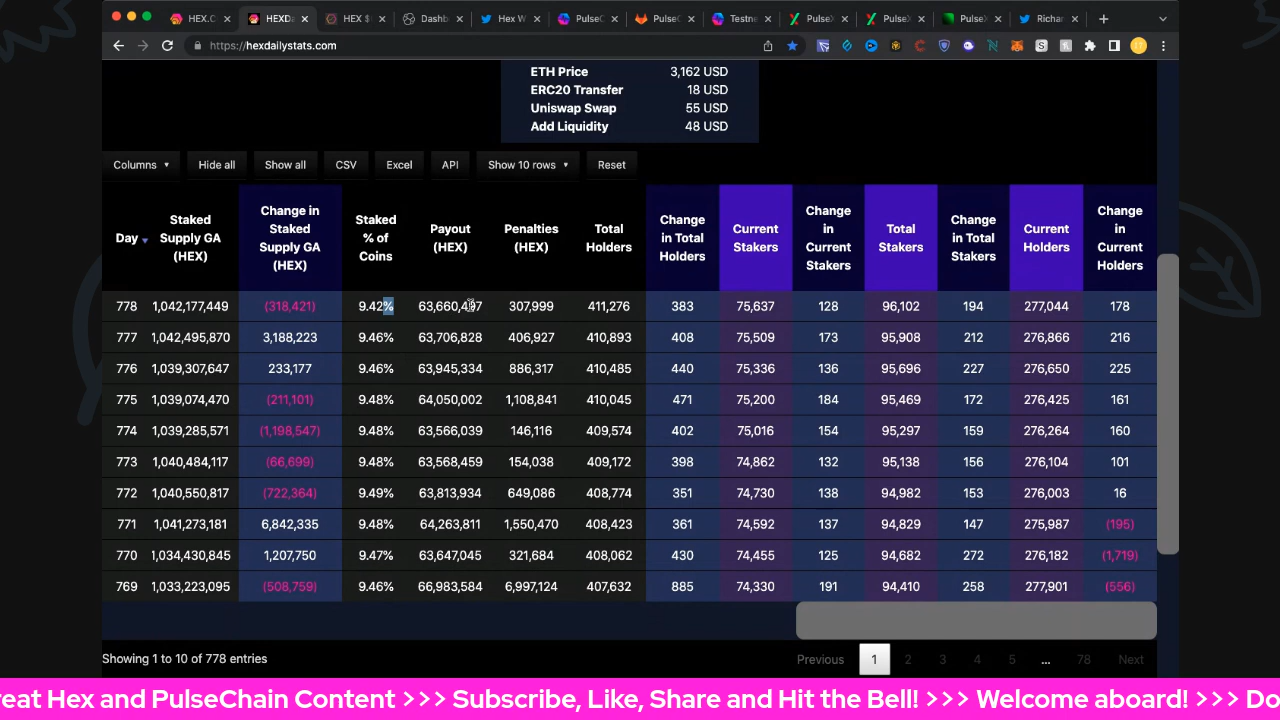 HEX.C
HEXDa
HEX $
Dashb
Hex W
PulseC
PulseC
Testne
PulseX
PulseX
PulseX
Richar
https://hexdailystats.com
ETH Price 3,162 USD
ERC20 Transfer 18 USD
Uniswap Swap 55 USD
Add Liquidity 48 USD
Columns Hide all Show all CSV Excel API Show 10 rows Reset
Day Staked Supply GA (HEX) Change in Staked Supply GA (HEX) Staked % of Coins Payout (HEX) Penalties (HEX) Total Holders Change in Total Holders Current Stakers Change in Current Stakers Total Stakers Change in Total Stakers Current Holders Change in Current Holders
778 1,042,177,449 (318,421) 9.42% 63,660,497 307,999 411,276 383 75,637 128 96,102 194 277,044 178
777 1,042,495,870 3,188,223 9.46% 63,706,828 406,927 410,893 408 75,509 173 95,908 212 276,866 216
776 1,039,307,647 233,177 9.46% 63,945,334 886,317 410,485 440 75,336 136 95,696 227 276,650 225
775 1,039,074,470 (211,101) 9.48% 64,050,002 1,108,841 410,045 471 75,200 184 95,469 172 276,425 161
774 1,039,285,571 (1,198,547) 9.48% 63,566,039 146,116 409,574 402 75,016 154 95,297 159 276,264 160
773 1,040,484,117 (66,699) 9.48% 63,568,459 154,038 409,172 398 74,862 132 95,138 156 276,104 101
772 1,040,550,817 (722,364) 9.49% 63,813,934 649,086 408,774 351 74,730 138 94,982 153 276,003 16
771 1,041,273,181 6,842,335 9.48% 64,263,811 1,550,470 408,423 361 74,592 137 94,829 147 275,987 (195)
770 1,034,430,845 1,207,750 9.47% 63,647,045 321,684 408,062 430 74,455 125 94,682 272 276,182 (1,719)
769 1,033,223,095 (508,759) 9.46% 66,983,584 6,997,124 407,632 885 74,330 191 94,410 258 277,901 (556)
Showing 1 to 10 of 778 entries
Previous 1 2 3 4 5 ... 78 Next
reat Hex and PulseChain Content >>> Subscribe, Like, Share and Hit the Bell! >>> Welcome aboard! >>> Do